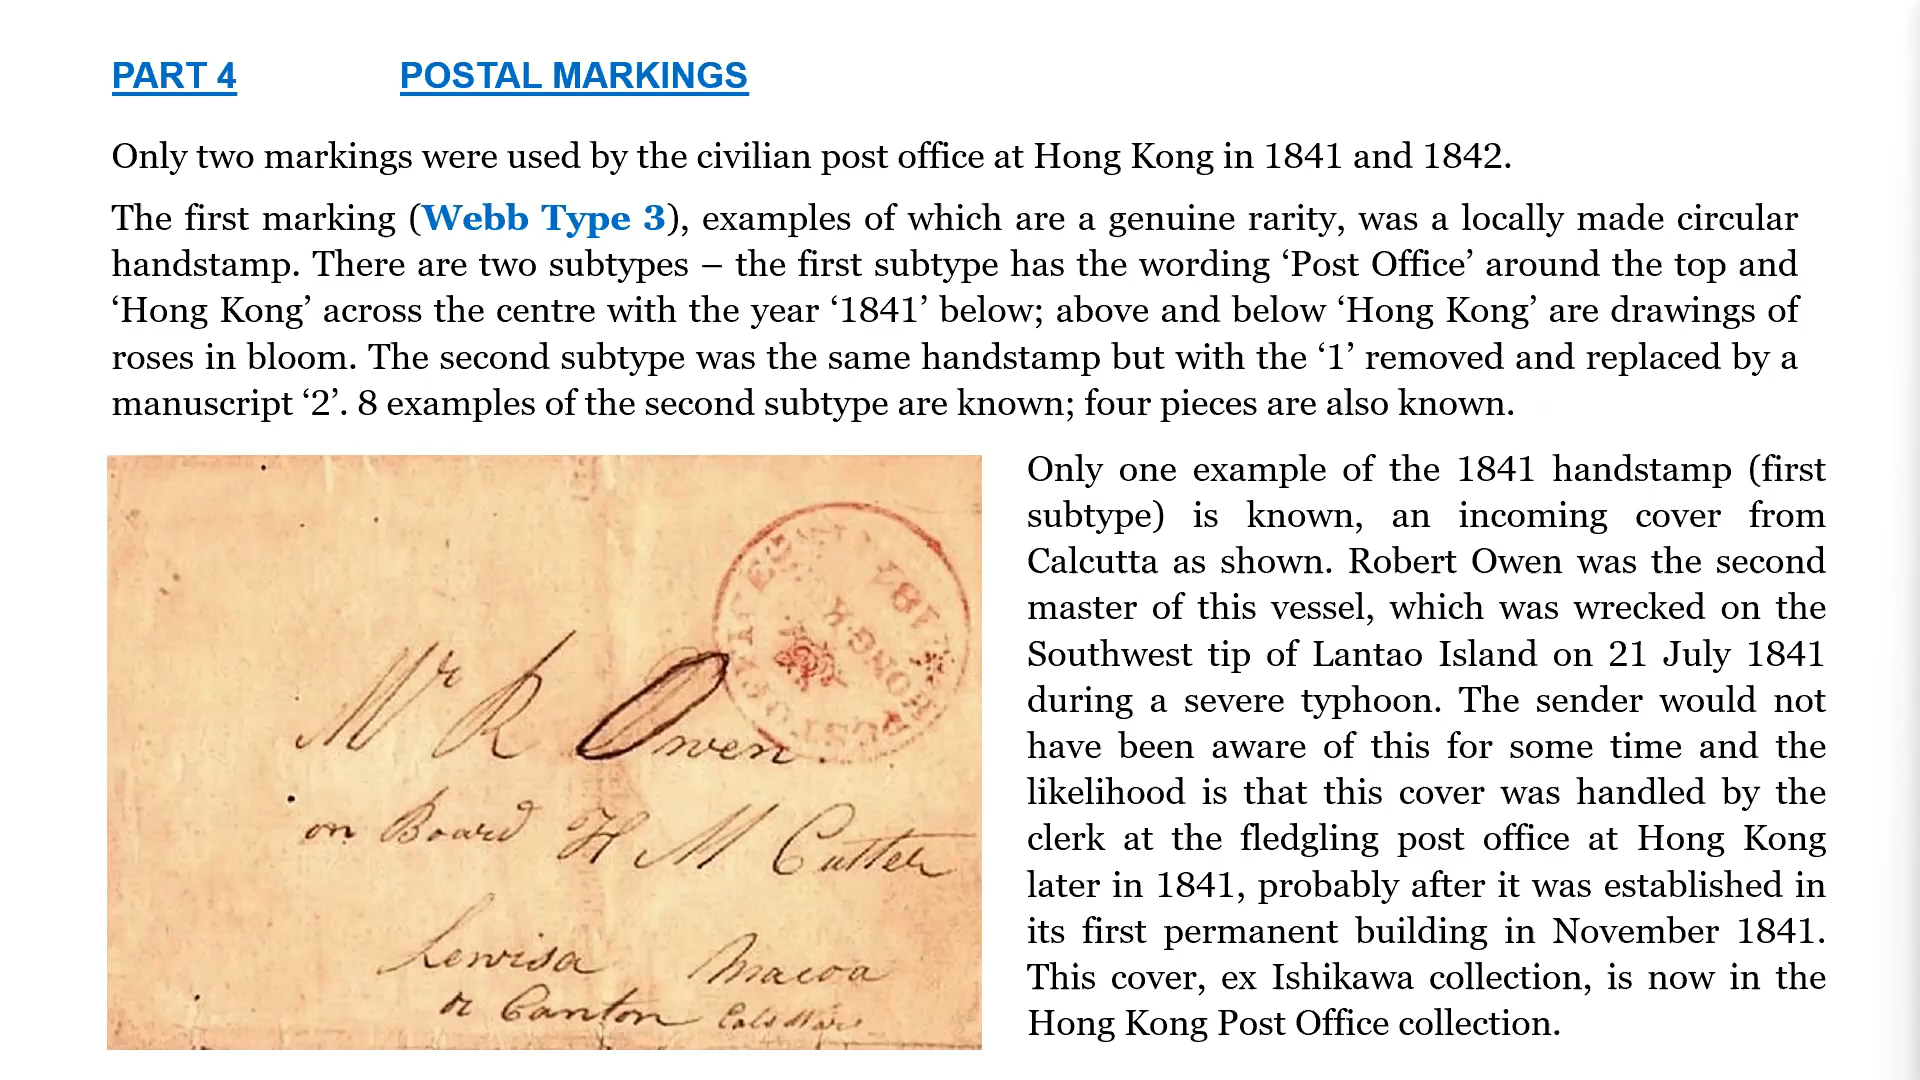 PART 4 POSTAL MARKINGS
Only two markings were used by the civilian post office at Hong Kong in 1841 and 1842.
The first marking (Webb Type 3), examples of which are a genuine rarity, was a locally made circular
handstamp. There are two subtypes – the first subtype has the wording ‘Post Office’ around the top and
‘Hong Kong’ across the centre with the year ‘1841’ below; above and below ‘Hong Kong’ are drawings of
roses in bloom. The second subtype was the same handstamp but with the ‘1’ removed and replaced by a
manuscript ‘2’. 8 examples of the second subtype are known; four pieces are also known.
Mr R Owen
on Board H M Cutter
Lewisa Macoa
or Canton
Only one example of the 1841 handstamp (first
subtype) is known, an incoming cover from
Calcutta as shown. Robert Owen was the second
master of this vessel, which was wrecked on the
Southwest tip of Lantao Island on 21 July 1841
during a severe typhoon. The sender would not
have been aware of this for some time and the
likelihood is that this cover was handled by the
clerk at the fledgling post office at Hong Kong
later in 1841, probably after it was established in
its first permanent building in November 1841.
This cover, ex Ishikawa collection, is now in the
Hong Kong Post Office collection.